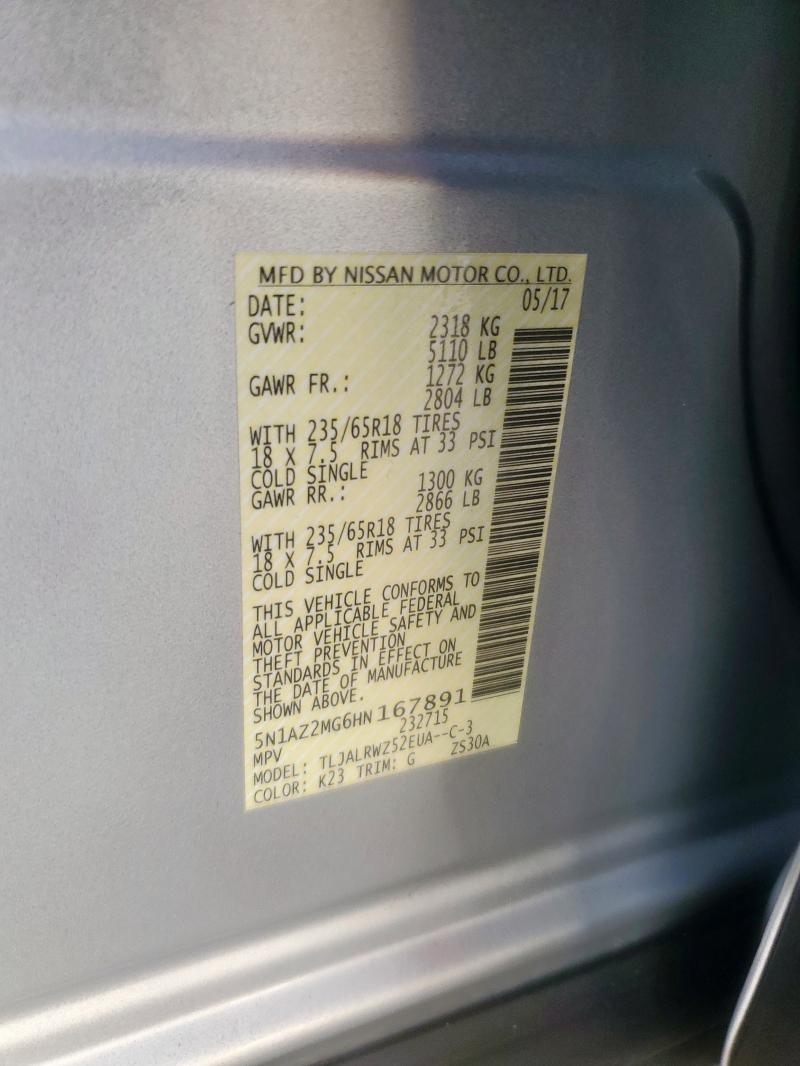 MFD BY NISSAN MOTOR CO., LTD.
DATE: 05/17
GVWR: 2318 KG
5110 LB
GAWR FR.: 1272 KG
2804 LB
WITH 235/65R18 TIRES
18 X 7.5 RIMS AT 33 PSI
COLD SINGLE
GAWR RR.: 1300 KG
2866 LB
WITH 235/65R18 TIRES
18 X 7.5 RIMS AT 33 PSI
COLD SINGLE
THIS VEHICLE CONFORMS TO
ALL APPLICABLE FEDERAL
MOTOR VEHICLE SAFETY AND
THEFT PREVENTION
STANDARDS IN EFFECT ON
THE DATE OF MANUFACTURE
SHOWN ABOVE.
5N1AZ2MG6HN167891
MPV 232715
MODEL: TLJALRWZ52EUA--C-3
COLOR: K23 TRIM: G ZS30A